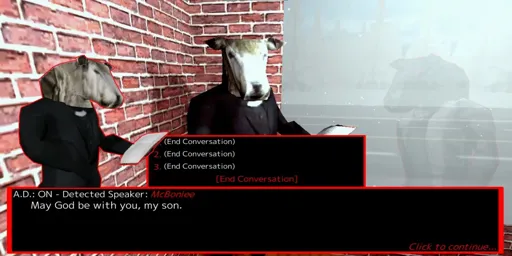 (End Conversation)
2. (End Conversation)
3. (End Conversation)
[End Conversation]
A.D.: ON - Detected Speaker: McBoniee
May God be with you, my son.
Click to continue...